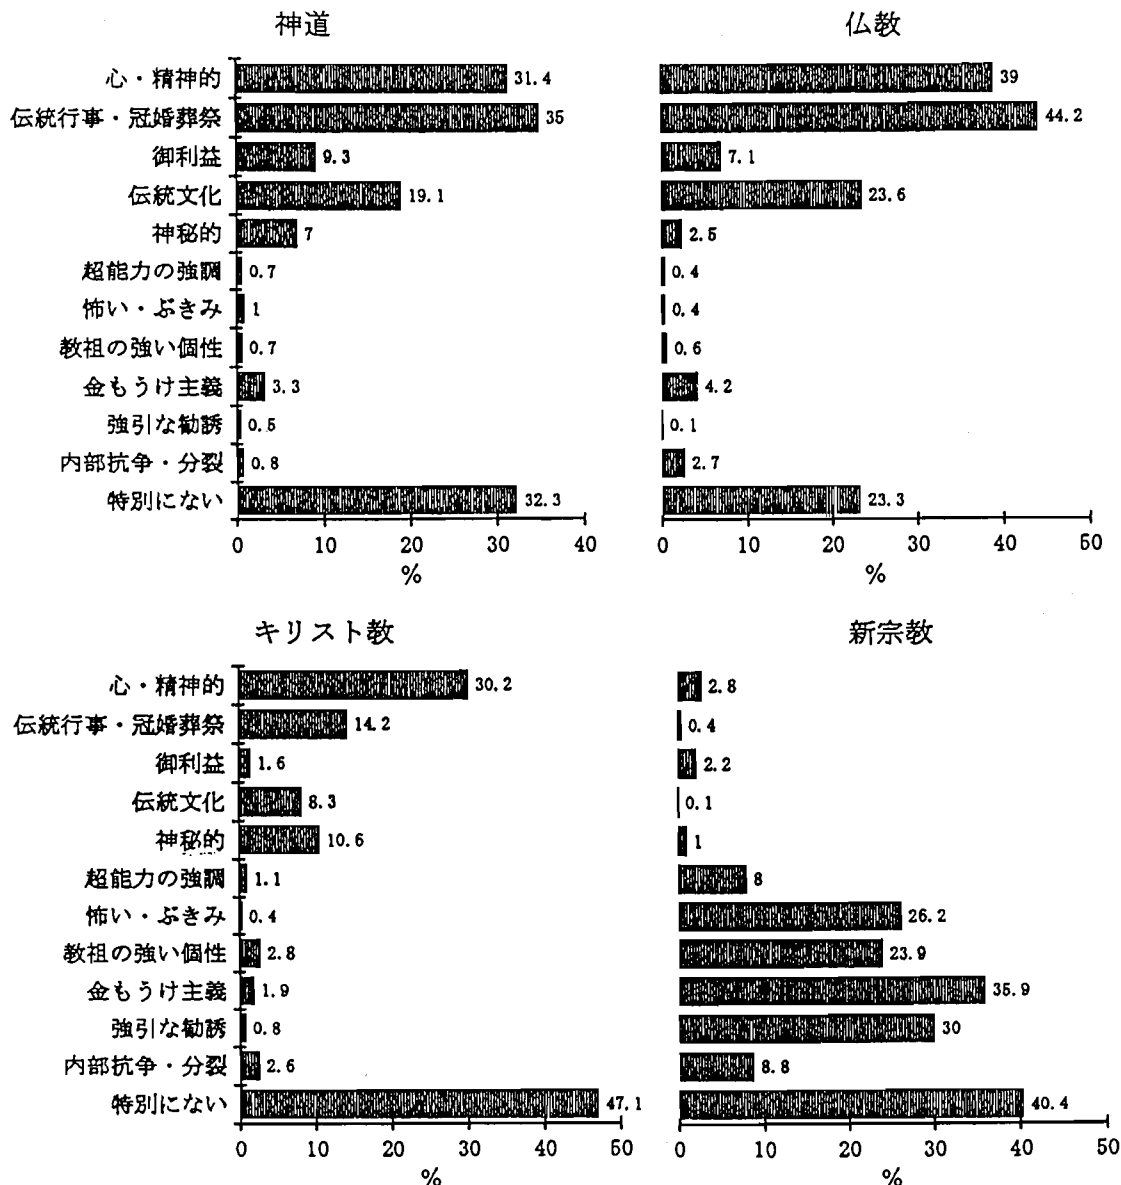 神道
心・精神的 31.4
伝統行事・冠婚葬祭 35
御利益 9.3
伝統文化 19.1
神秘的 7
超能力の強調 0.7
怖い・ぶきみ 1
教祖の強い個性 0.7
金もうけ主義 3.3
強引な勧誘 0.5
内部抗争・分裂 0.8
特別にない 32.3
0 10 20 30 40
%
仏教
39
44.2
7.1
23.6
2.5
0.4
0.4
0.6
4.2
0.1
2.7
23.3
0 10 20 30 40 50
%
キリスト教
心・精神的 30.2
伝統行事・冠婚葬祭 14.2
御利益 1.6
伝統文化 8.3
神秘的 10.6
超能力の強調 1.1
怖い・ぶきみ 0.4
教祖の強い個性 2.8
金もうけ主義 1.9
強引な勧誘 0.8
内部抗争・分裂 2.6
特別にない 47.1
0 10 20 30 40 50
%
新宗教
2.8
0.4
2.2
0.1
1
8
26.2
23.9
35.9
30
8.8
40.4
0 10 20 30 40 50
%